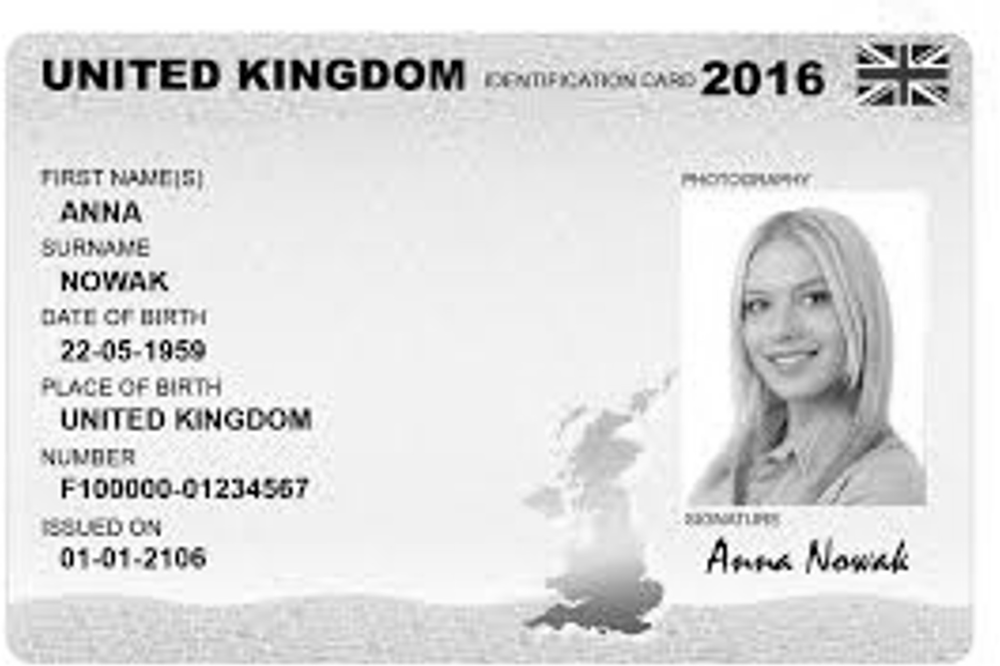 UNITED KINGDOM IDENTIFICATION CARD 2016
FIRST NAME(S)
ANNA
SURNAME
NOWAK
DATE OF BIRTH
22-05-1959
PLACE OF BIRTH
UNITED KINGDOM
NUMBER
F100000-01234567
ISSUED ON
01-01-2106
PHOTOGRAPHY
SIGNATURE
Anna Nowak